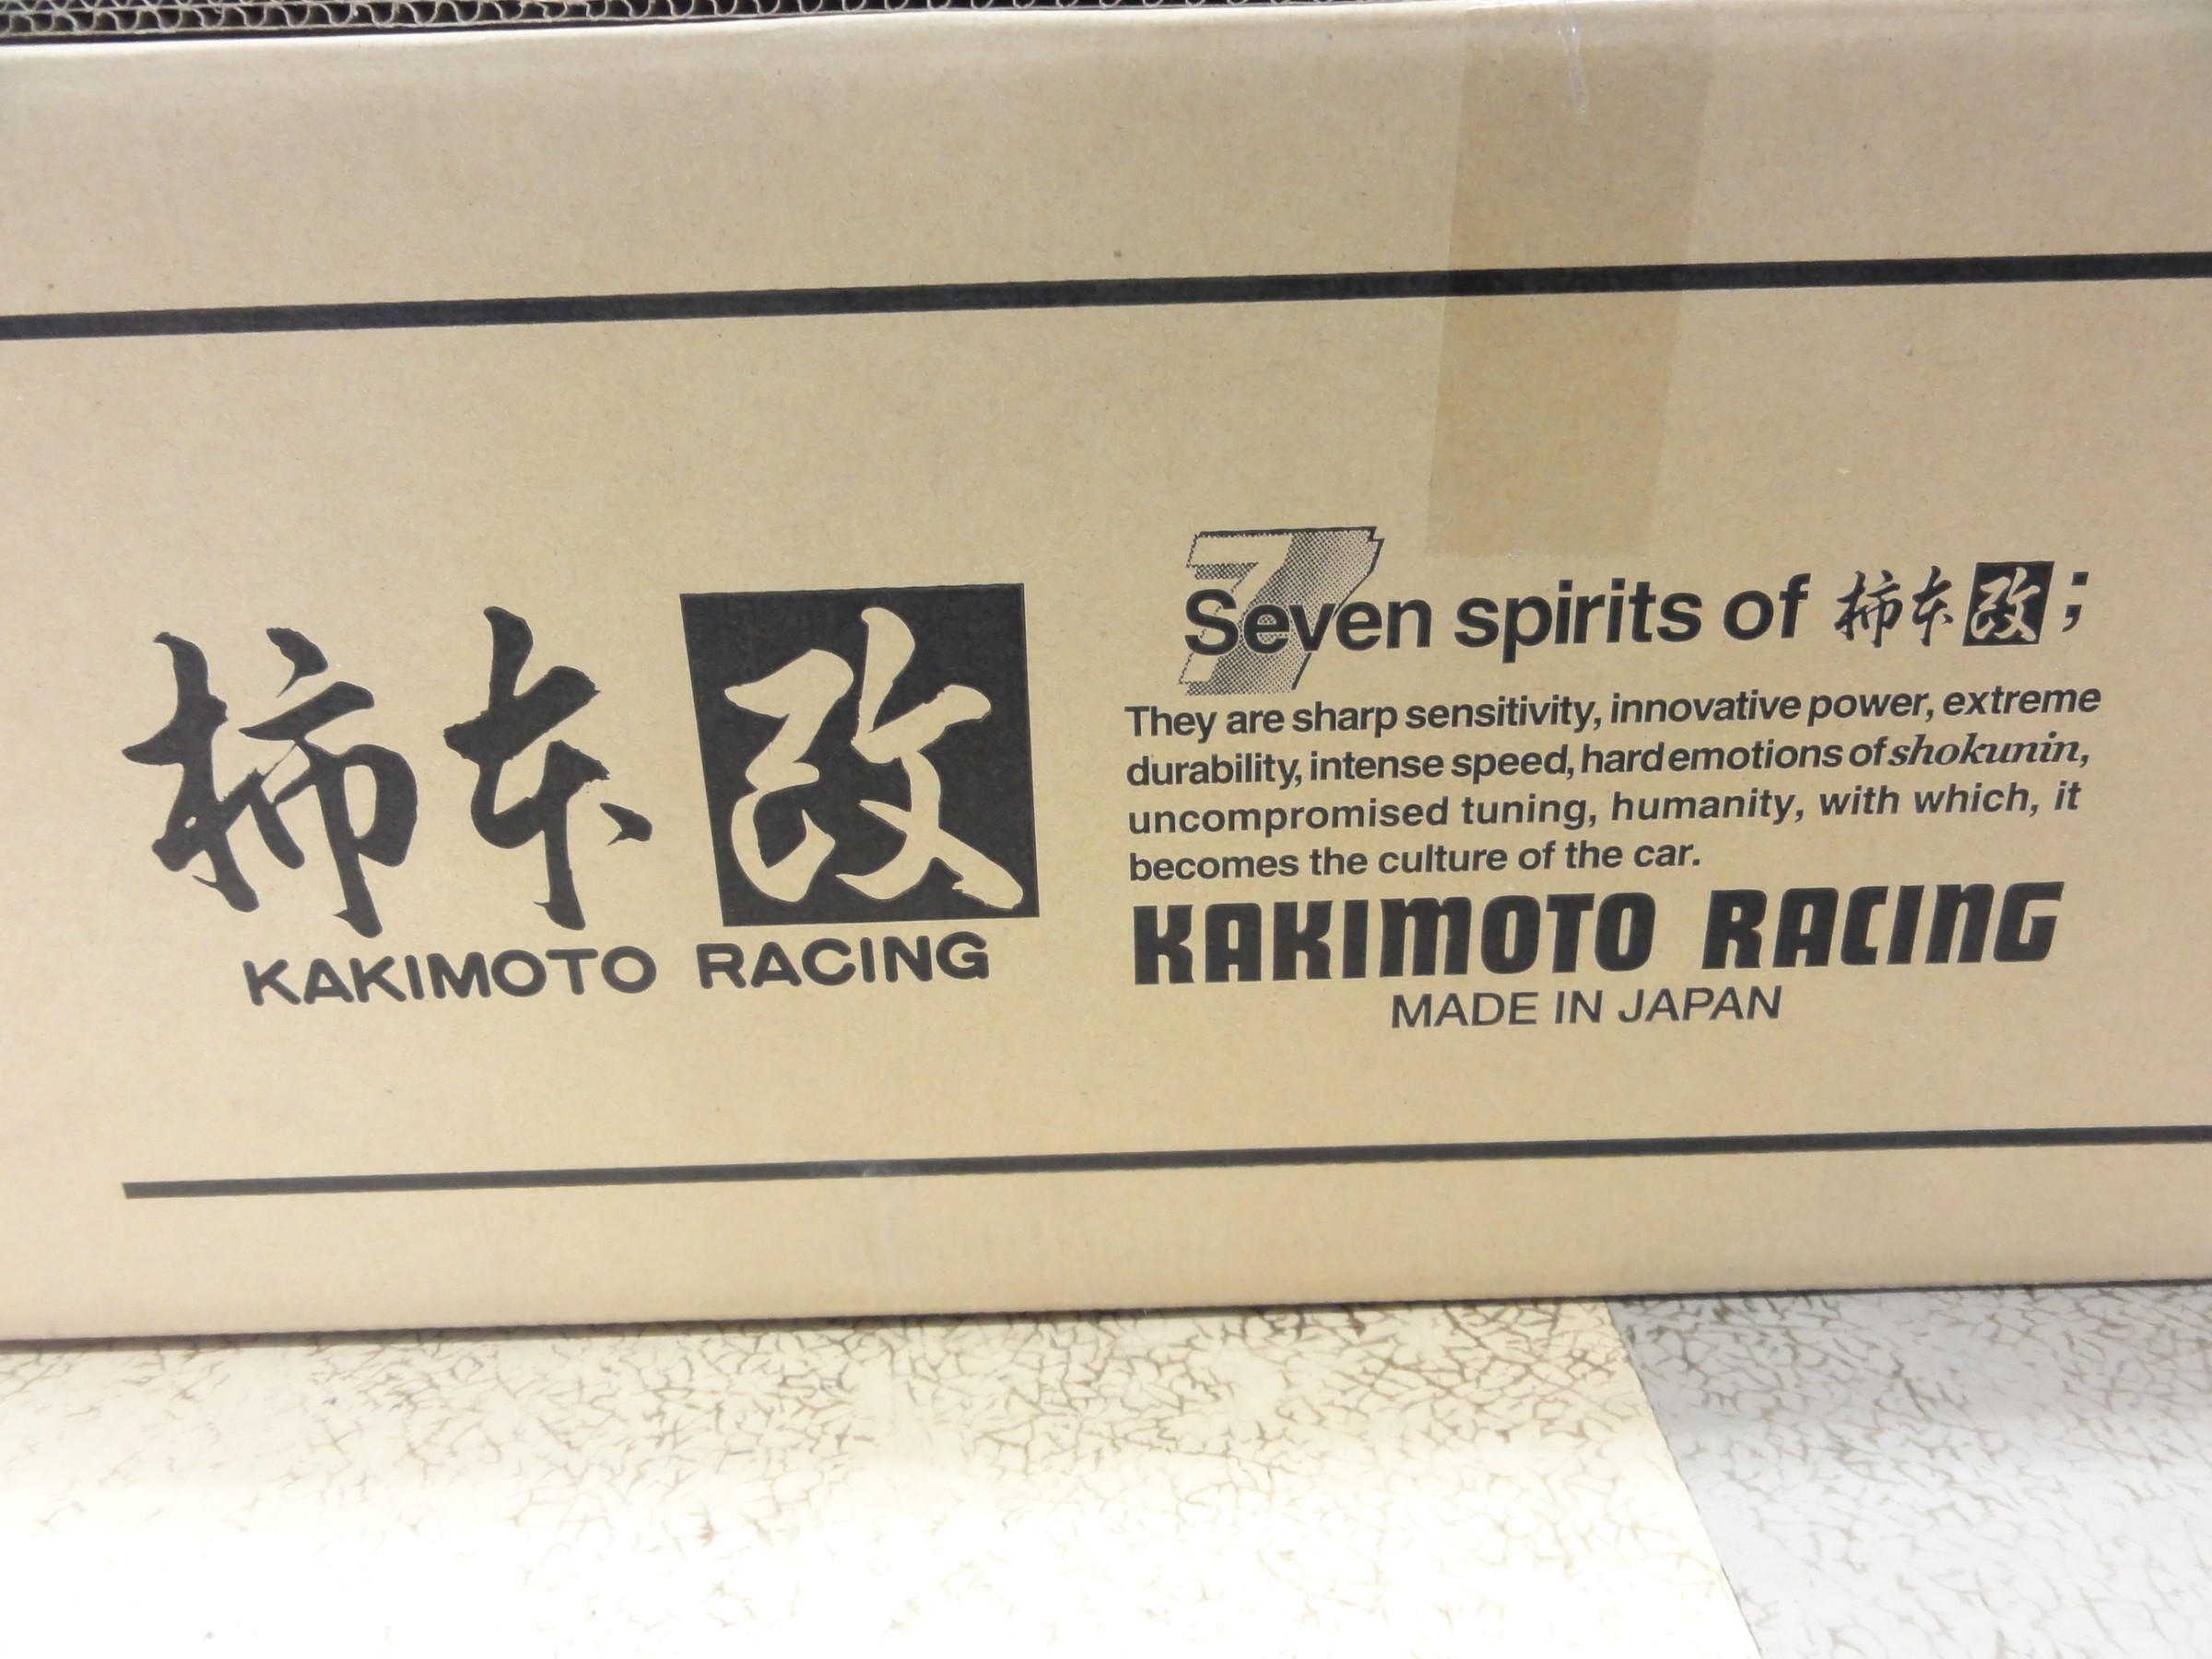 柿本改
KAKIMOTO RACING
7
Seven spirits of 柿本改;
They are sharp sensitivity, innovative power, extreme
durability, intense speed, hard emotions of shokunin,
uncompromised tuning, humanity, with which, it
becomes the culture of the car.
KAKIMOTO RACING
MADE IN JAPAN